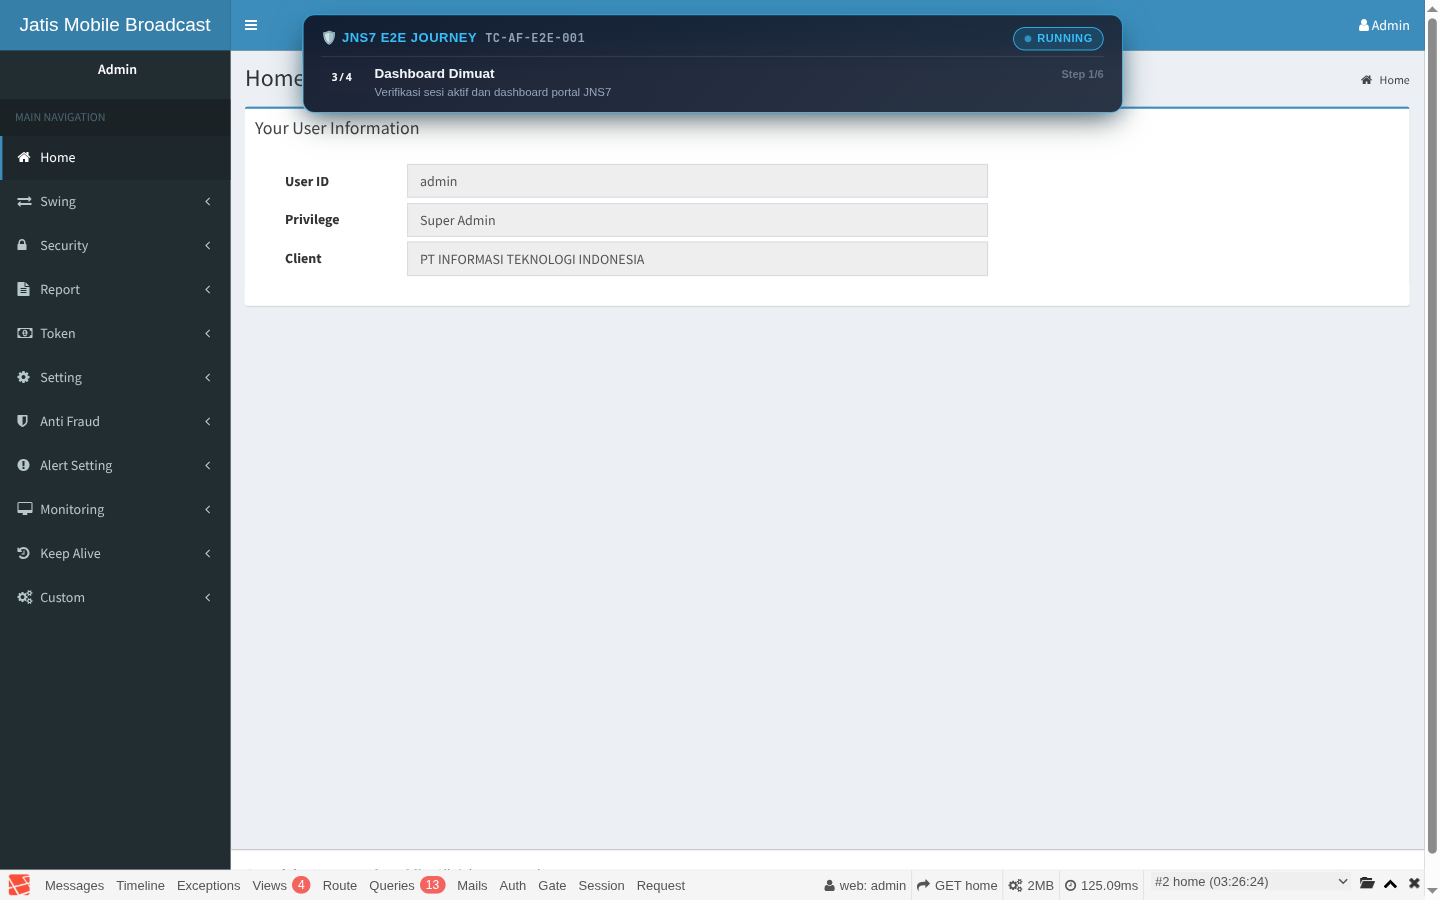 Jatis Mobile Broadcast
Admin
JNS7 E2E JOURNEY TC-AF-E2E-001
RUNNING
3/4
Dashboard Dimuat
Step 1/6
Verifikasi sesi aktif dan dashboard portal JNS7
Home
Home
Admin
MAIN NAVIGATION
Home
Swing
Security
Report
Token
Setting
Anti Fraud
Alert Setting
Monitoring
Keep Alive
Custom
Your User Information
User ID
admin
Privilege
Super Admin
Client
PT INFORMASI TEKNOLOGI INDONESIA
Messages
Timeline
Exceptions
Views 4
Route
Queries 13
Mails
Auth
Gate
Session
Request
web: admin
GET home
2MB
125.09ms
#2 home (03:26:24)